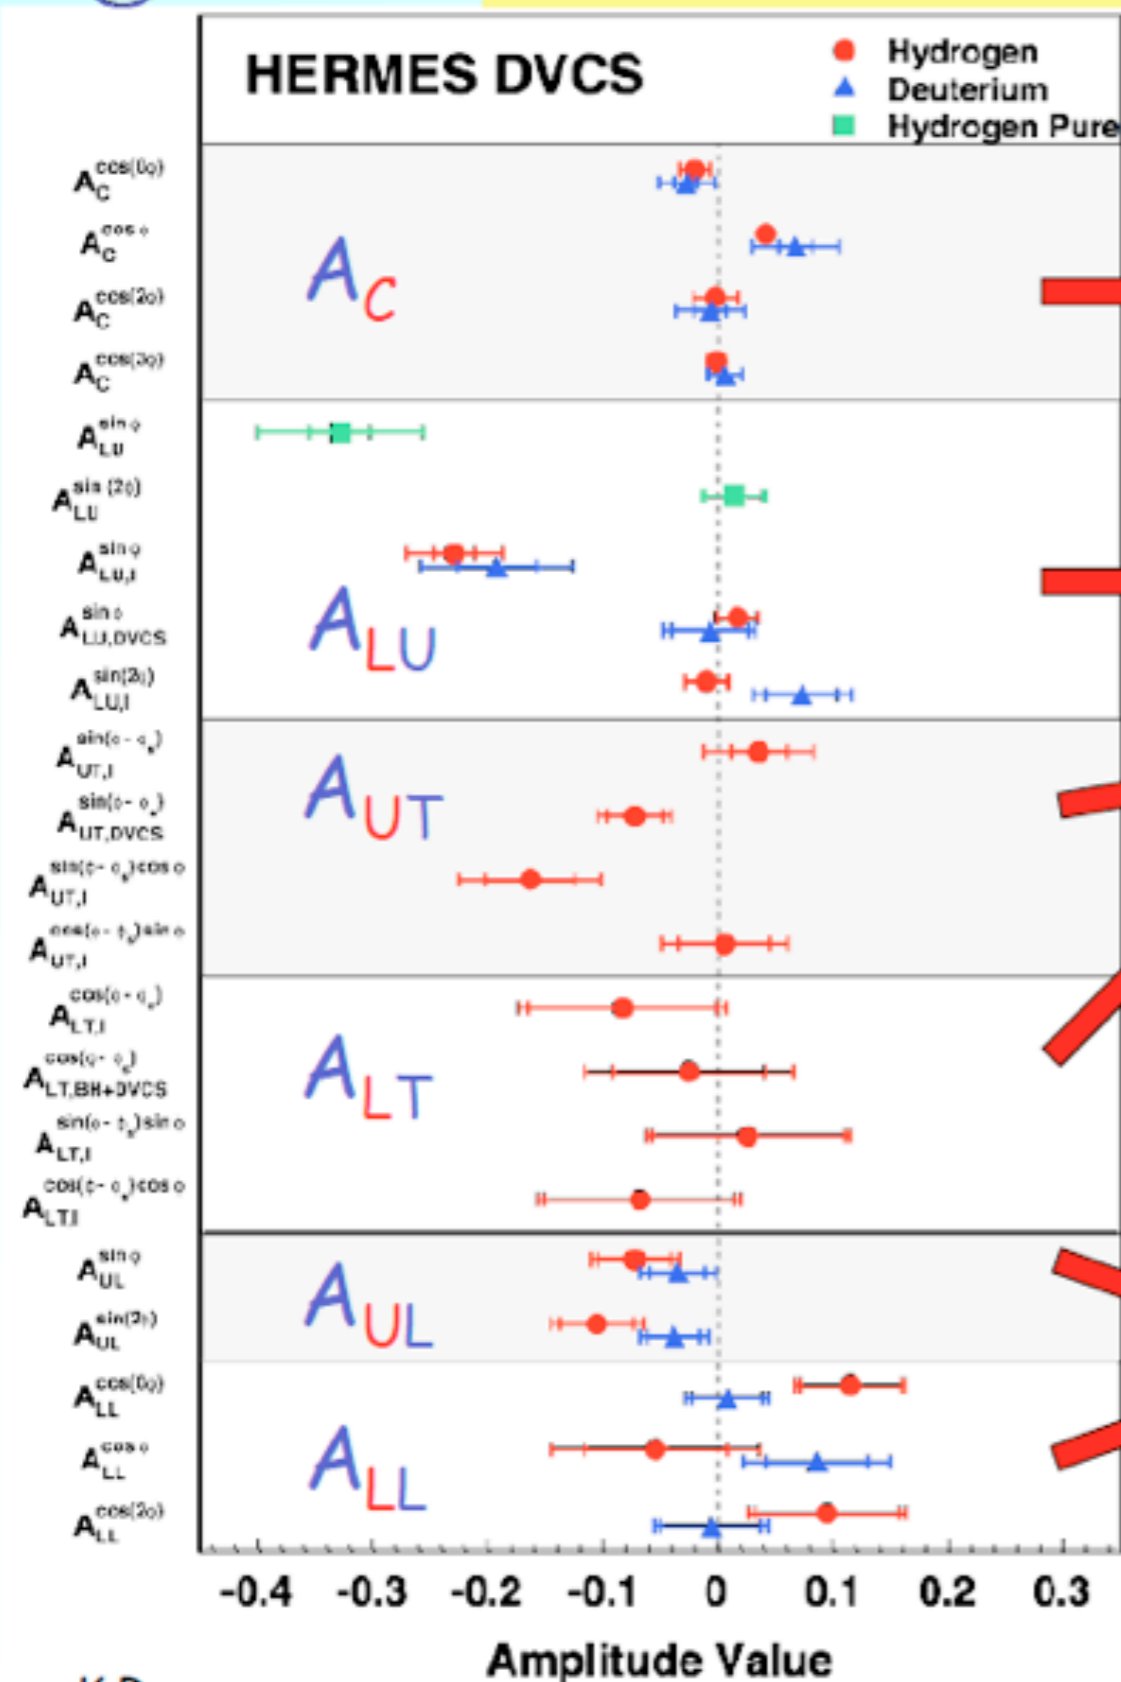 HERMES DVCS
Hydrogen
Deuterium
Hydrogen Pure
A_C^cos(0φ)
A_C^cos φ
A_C^cos(2φ)
A_C^cos(3φ)
A_C
A_LU^sin φ
A_LU^sin (2φ)
A_LU,I^sin φ
A_LU,DVCS^sin φ
A_LU,I^sin(2φ)
A_LU
A_UT,I^sin(φ- φ_s)
A_UT,DVCS^sin(φ- φ_s)
A_UT,I^sin(φ- φ_s)cos φ
A_UT,I^cos(φ- φ_s)sin φ
A_UT
A_LT,I^cos(φ- φ_s)
A_LT,BH+DVCS^cos(φ- φ_s)
A_LT,I^sin(φ- φ_s)sin φ
A_LT,I^cos(φ- φ_s)cos φ
A_LT
A_UL^sin φ
A_UL^sin(2φ)
A_UL
A_LL^cos(0φ)
A_LL^cos φ
A_LL^cos(2φ)
A_LL
-0.4 -0.3 -0.2 -0.1 0 0.1 0.2 0.3
Amplitude Value